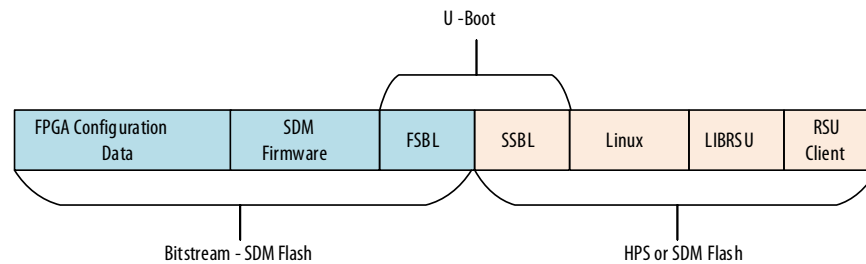 U -Boot
FPGA Configuration
Data
SDM
Firmware
FSBL
SSBL
Linux
LIBRSU
RSU
Client
Bitstream - SDM Flash
HPS or SDM Flash